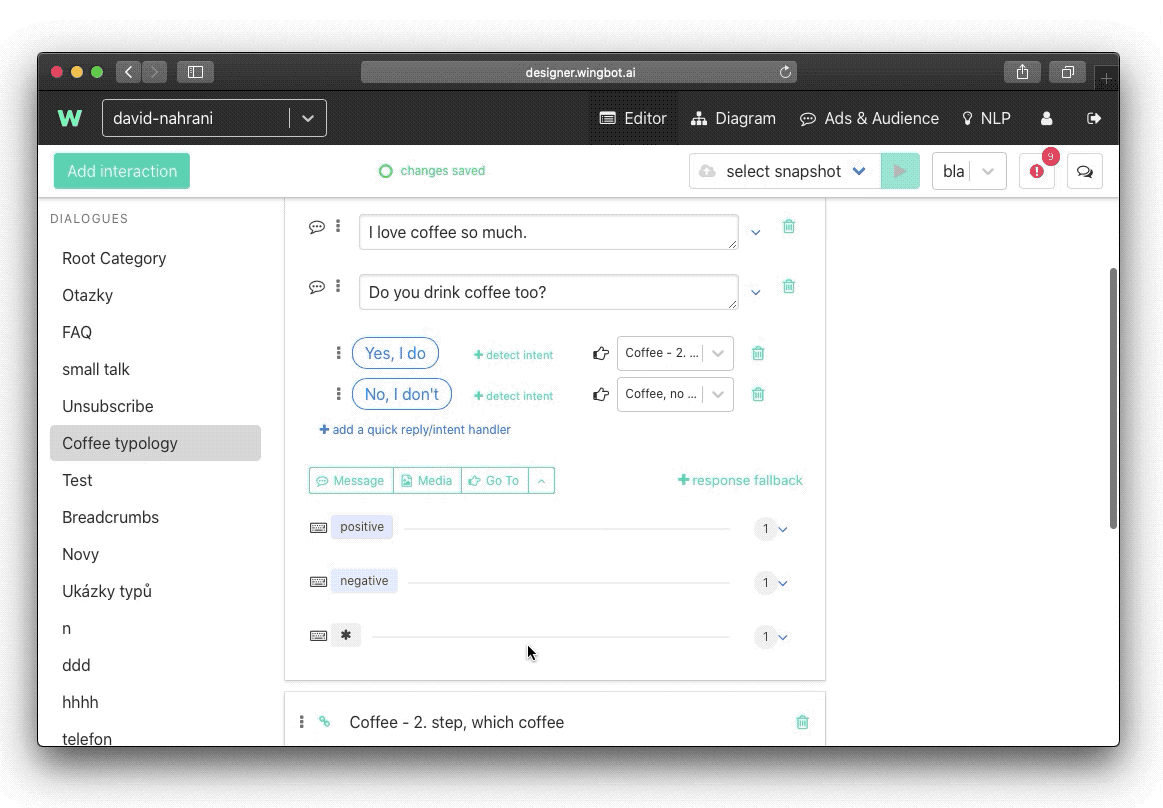 designer.wingbot.ai
W
david-nahrani
Editor
Diagram
Ads & Audience
NLP
Add interaction
changes saved
select snapshot
bla
9
DIALOGUES
Root Category
Otazky
FAQ
small talk
Unsubscribe
Coffee typology
Test
Breadcrumbs
Novy
Ukázky typů
n
ddd
hhhh
telefon
I love coffee so much.
Do you drink coffee too?
Yes, I do
+ detect intent
Coffee - 2. ...
No, I don't
+ detect intent
Coffee, no ...
+ add a quick reply/intent handler
Message
Media
Go To
+ response fallback
positive
1
negative
1
*
1
Coffee - 2. step, which coffee